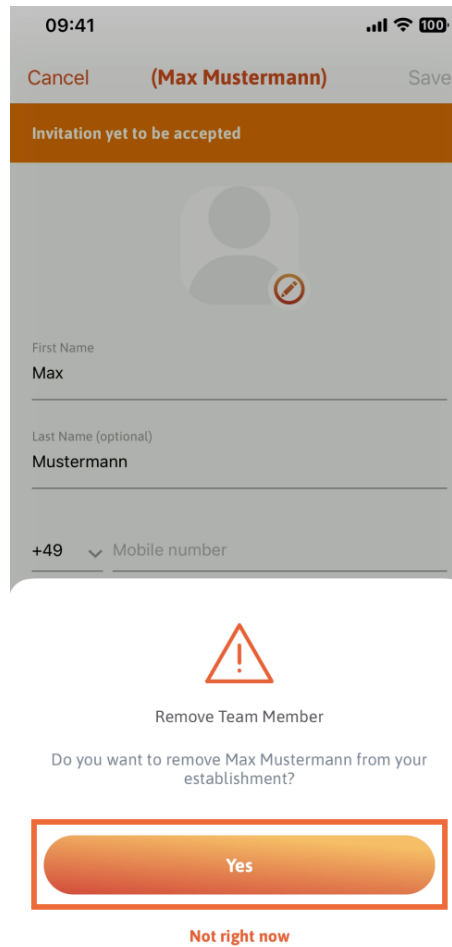 09:41
100
Cancel (Max Mustermann) Save
Invitation yet to be accepted
First Name
Max
Last Name (optional)
Mustermann
+49 Mobile number
Remove Team Member
Do you want to remove Max Mustermann from your
establishment?
Yes
Not right now